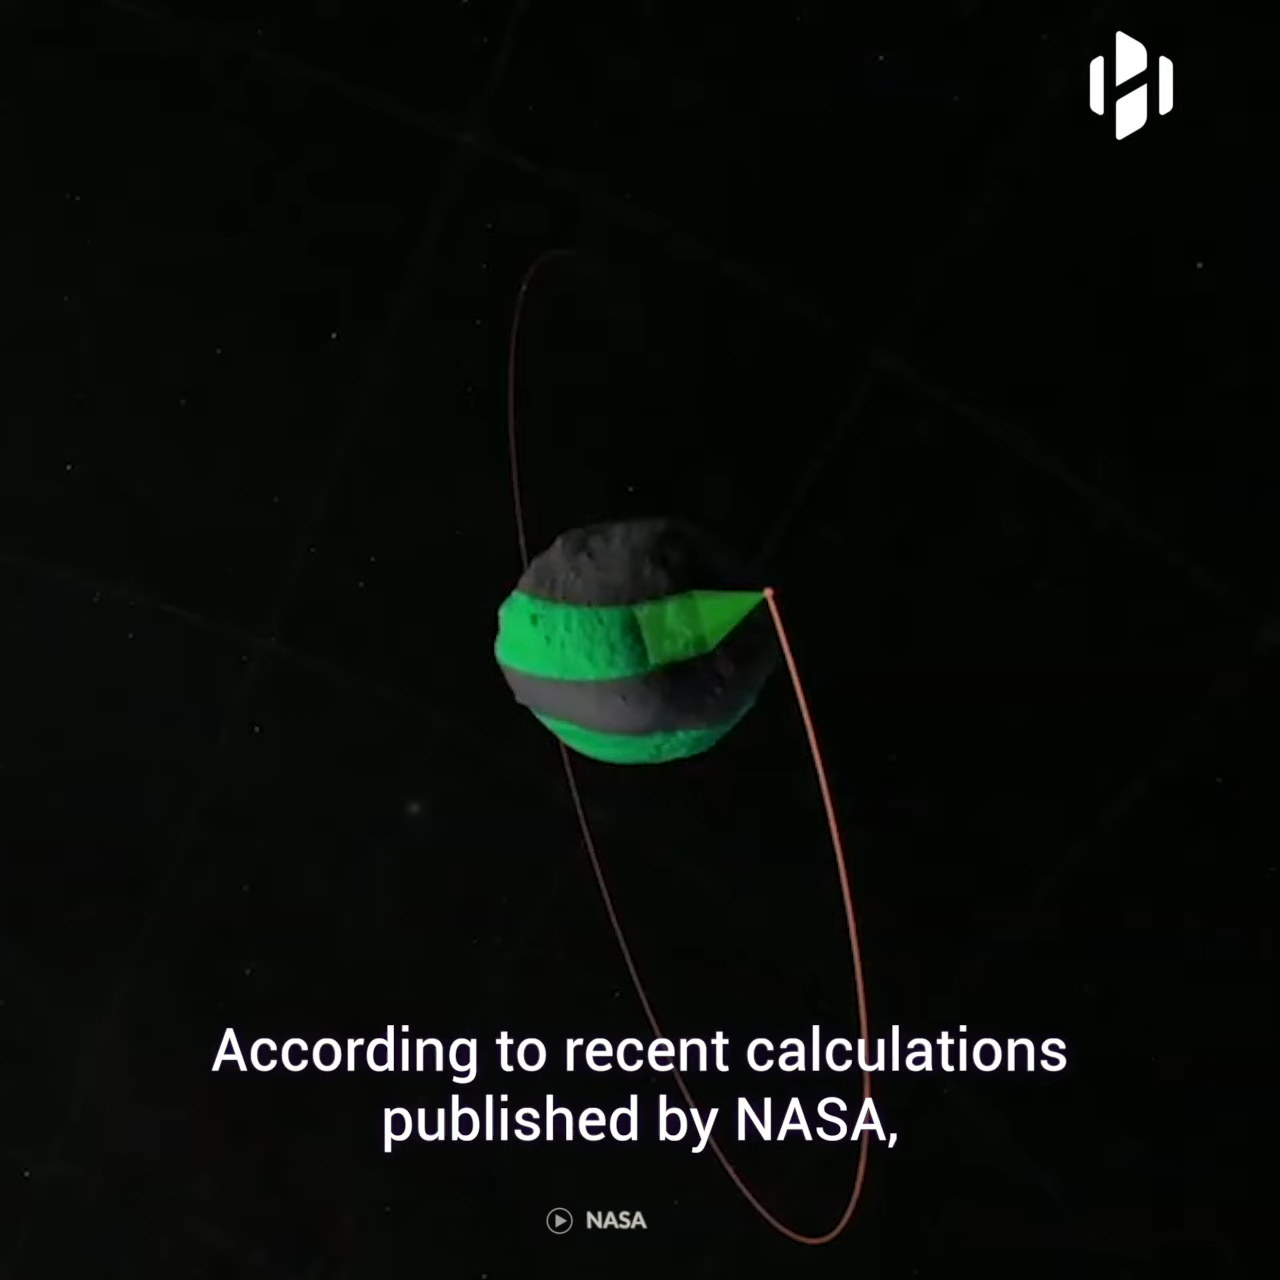 According to recent calculations
published by NASA,
NASA